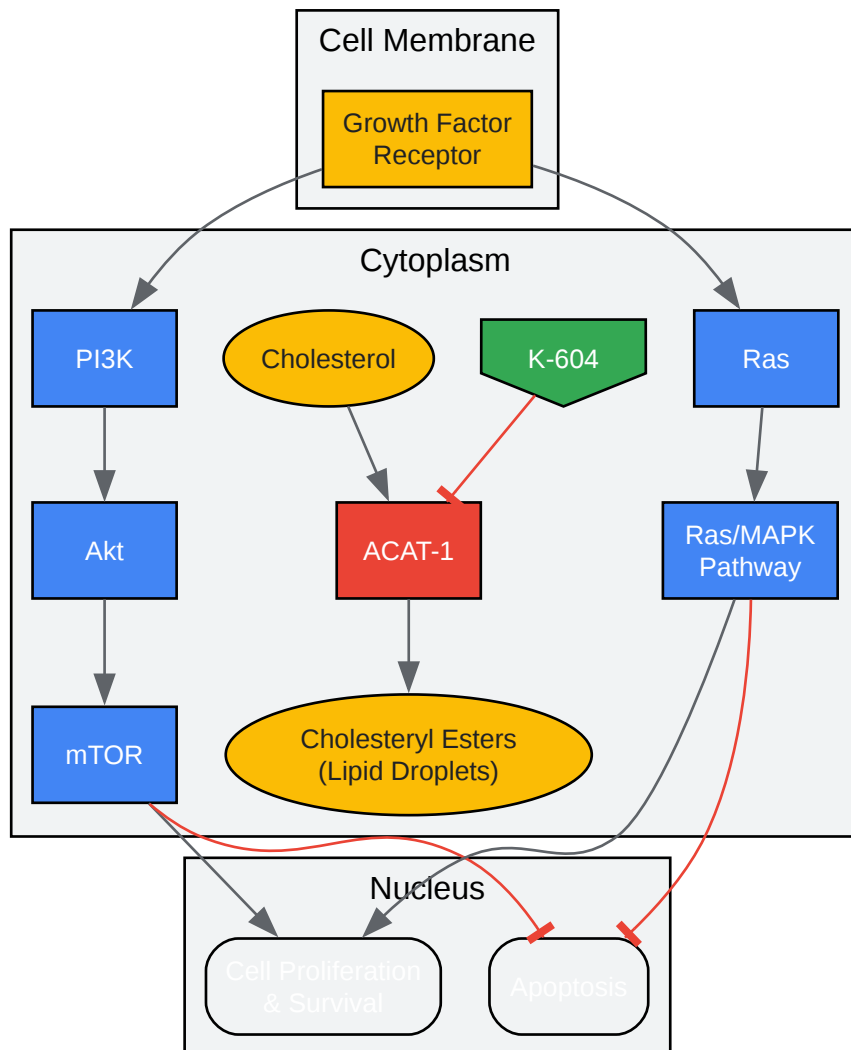 Cell Membrane
Growth Factor
Receptor
Cytoplasm
PI3K
Cholesterol
K-604
Ras
Akt
ACAT-1
Ras/MAPK
Pathway
mTOR
Cholesteryl Esters
(Lipid Droplets)
Nucleus
Cell Proliferation
& Survival
Apoptosis